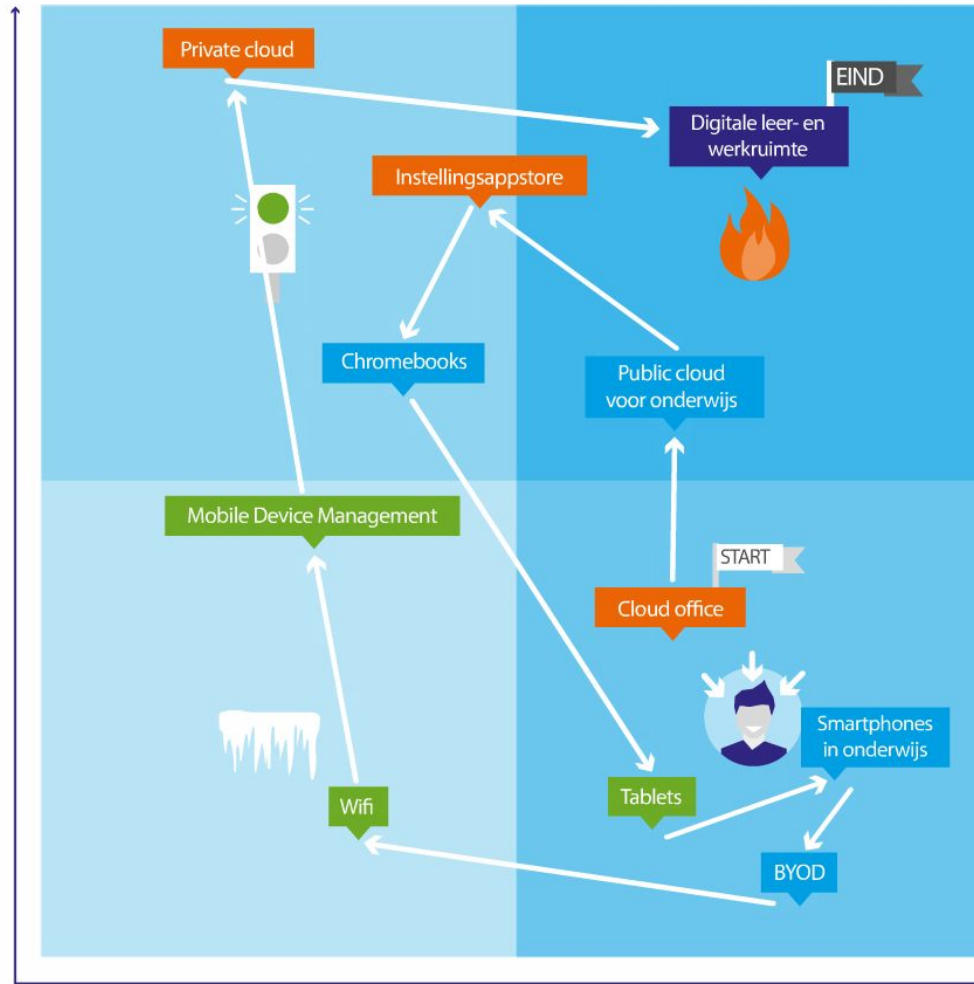 Private cloud
EIND
Digitale leer- en
werkruimte
Instellingsappstore
Chromebooks
Public cloud
voor onderwijs
Mobile Device Management
START
Cloud office
Smartphones
in onderwijs
Tablets
Wifi
BYOD